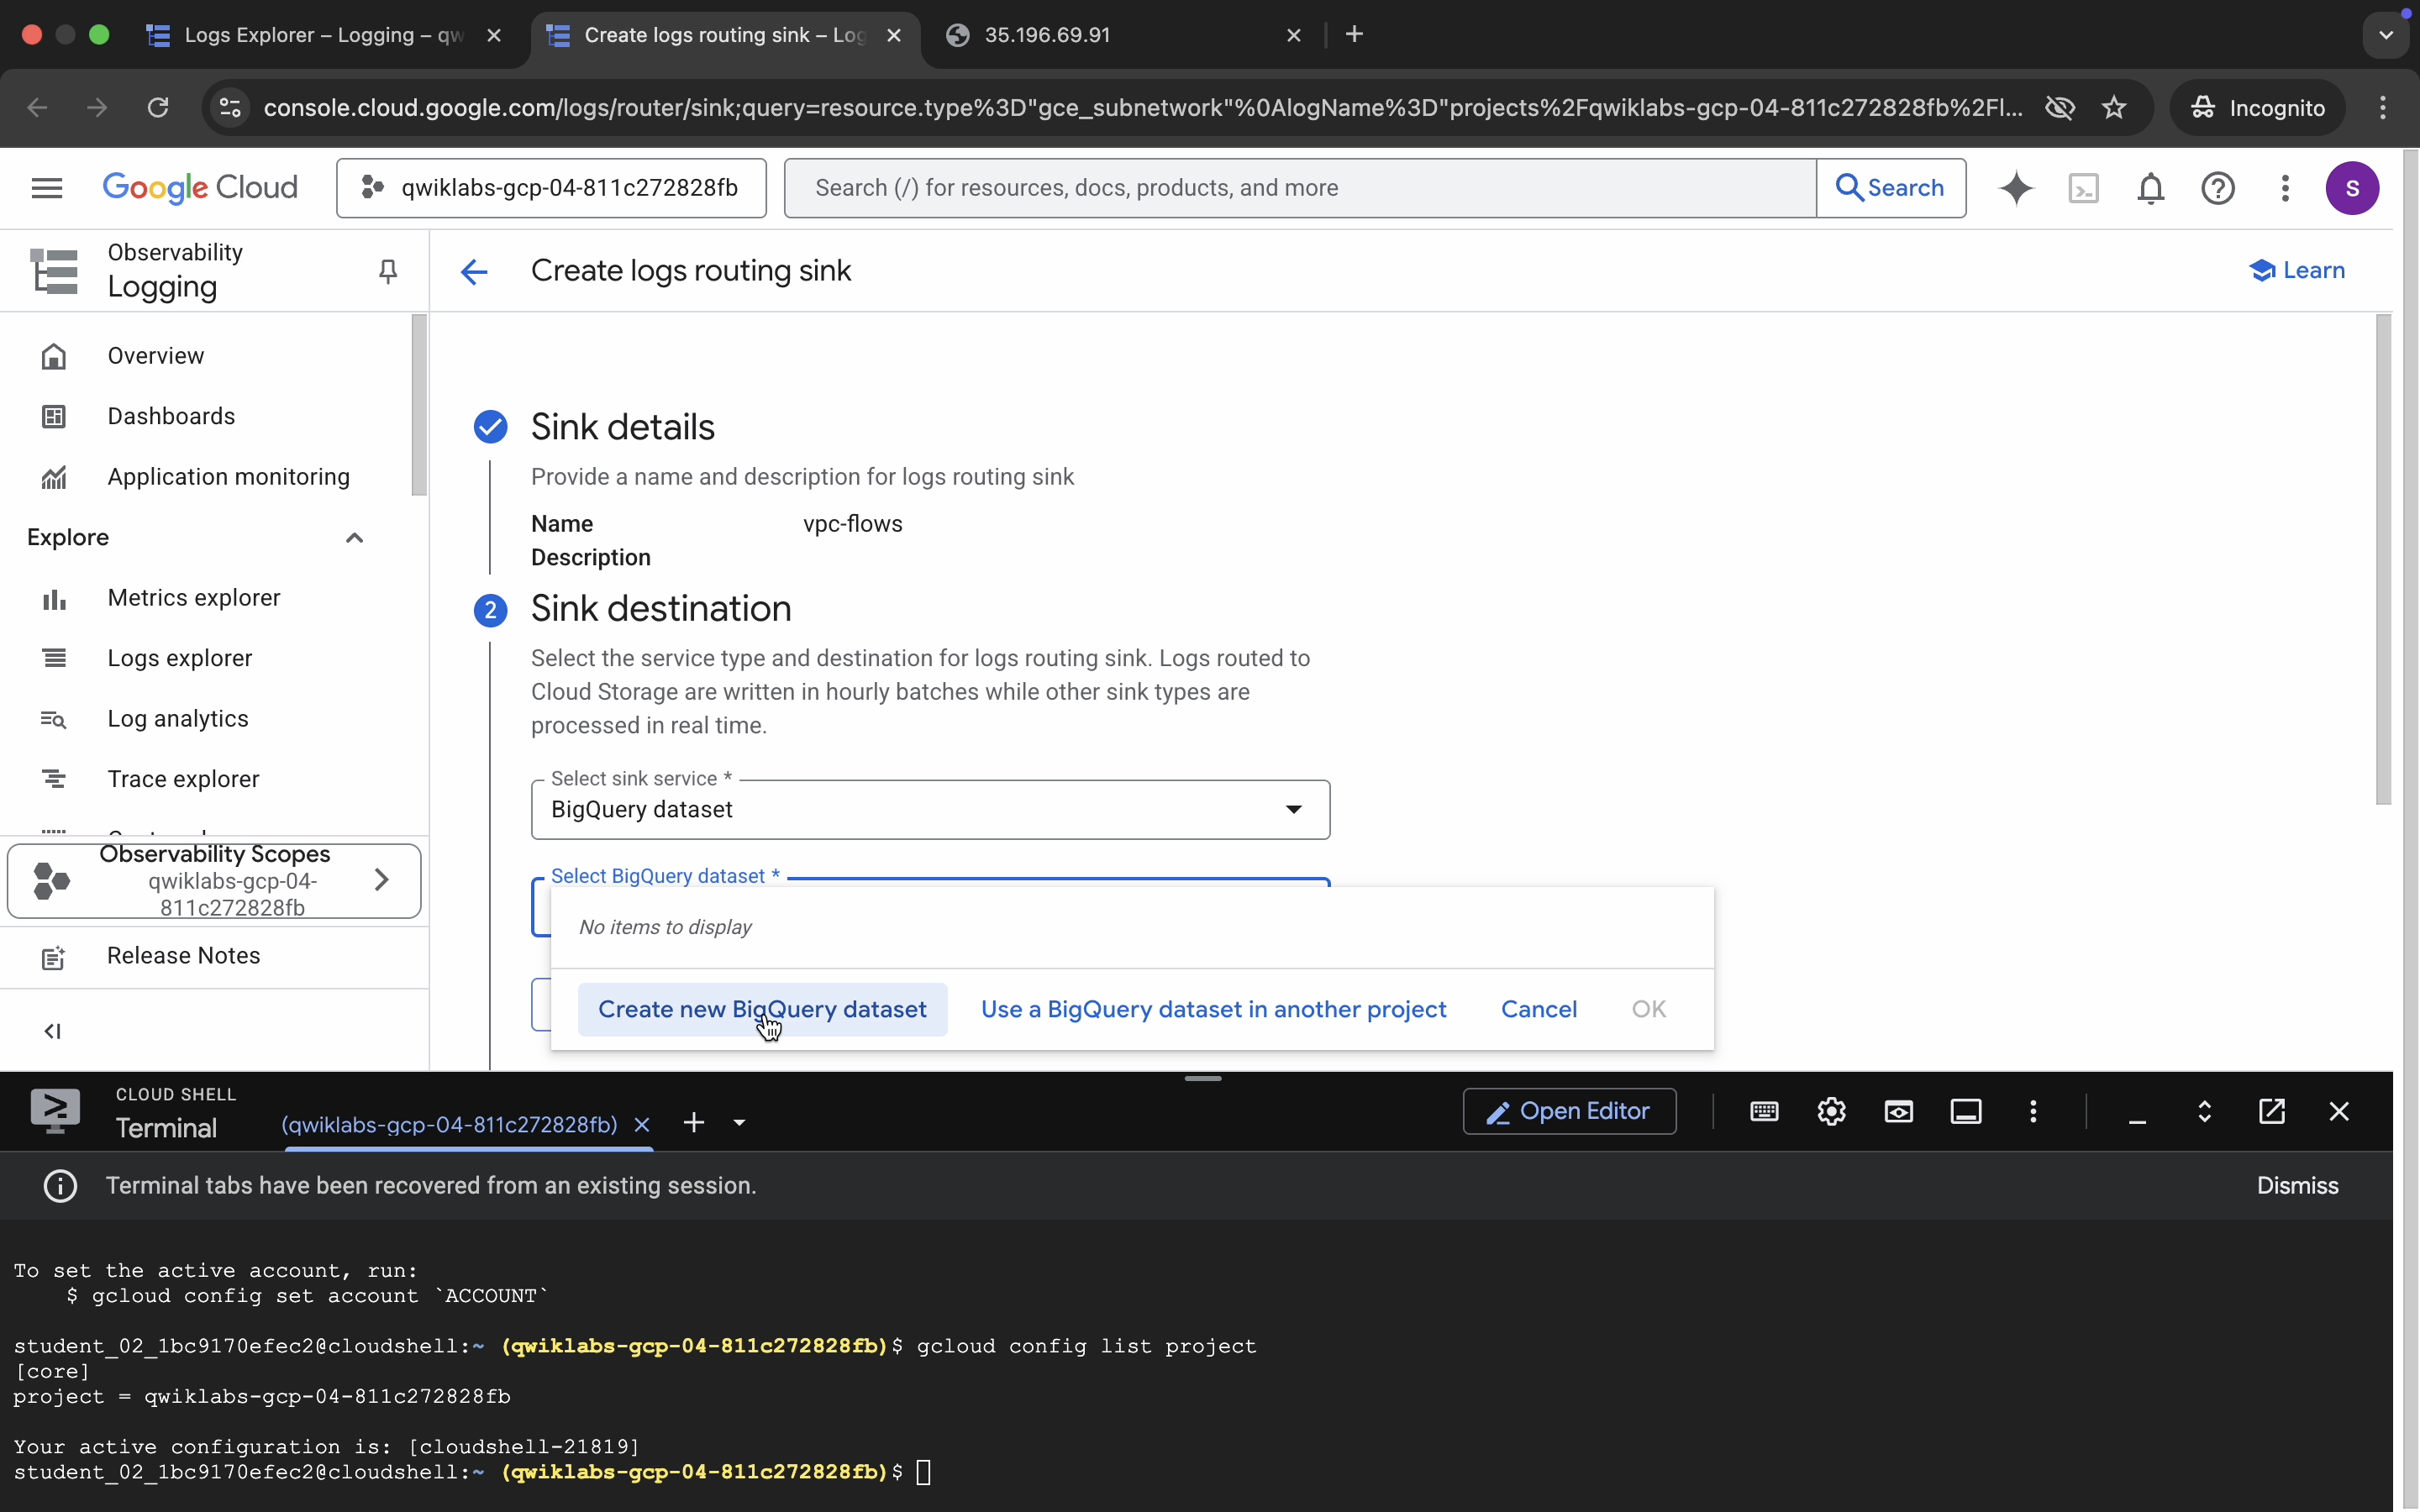 Logs Explorer – Logging – qw
Create logs routing sink – Log
35.196.69.91
console.cloud.google.com/logs/router/sink;query=resource.type%3D"gce_subnetwork"%0AlogName%3D"projects%2Fqwiklabs-gcp-04-811c272828fb%2Fl...
Incognito
Google Cloud
qwiklabs-gcp-04-811c272828fb
Search (/) for resources, docs, products, and more
Search
S
Observability
Logging
Create logs routing sink
Learn
Overview
Dashboards
Application monitoring
Explore
Metrics explorer
Logs explorer
Log analytics
Trace explorer
Observability Scopes
qwiklabs-gcp-04-
811c272828fb
Release Notes
Sink details
Provide a name and description for logs routing sink
Name vpc-flows
Description
2 Sink destination
Select the service type and destination for logs routing sink. Logs routed to
Cloud Storage are written in hourly batches while other sink types are
processed in real time.
Select sink service *
BigQuery dataset
Select BigQuery dataset *
No items to display
Create new BigQuery dataset
Use a BigQuery dataset in another project
Cancel
OK
CLOUD SHELL
Terminal
(qwiklabs-gcp-04-811c272828fb)
Open Editor
Terminal tabs have been recovered from an existing session.
Dismiss
To set the active account, run:
$ gcloud config set account `ACCOUNT`
student_02_1bc9170efec2@cloudshell:~ (qwiklabs-gcp-04-811c272828fb)$ gcloud config list project
[core]
project = qwiklabs-gcp-04-811c272828fb
Your active configuration is: [cloudshell-21819]
student_02_1bc9170efec2@cloudshell:~ (qwiklabs-gcp-04-811c272828fb)$